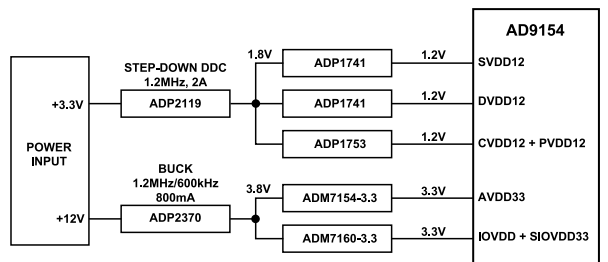 AD9154
STEP-DOWN DDC
1.2MHz, 2A
1.8V
ADP1741
1.2V
SVDD12
+3.3V
ADP2119
ADP1741
1.2V
DVDD12
POWER
INPUT
ADP1753
1.2V
CVDD12 + PVDD12
BUCK
1.2MHz/600kHz
800mA
3.8V
ADM7154-3.3
3.3V
AVDD33
+12V
ADP2370
ADM7160-3.3
3.3V
IOVDD + SIOVDD33